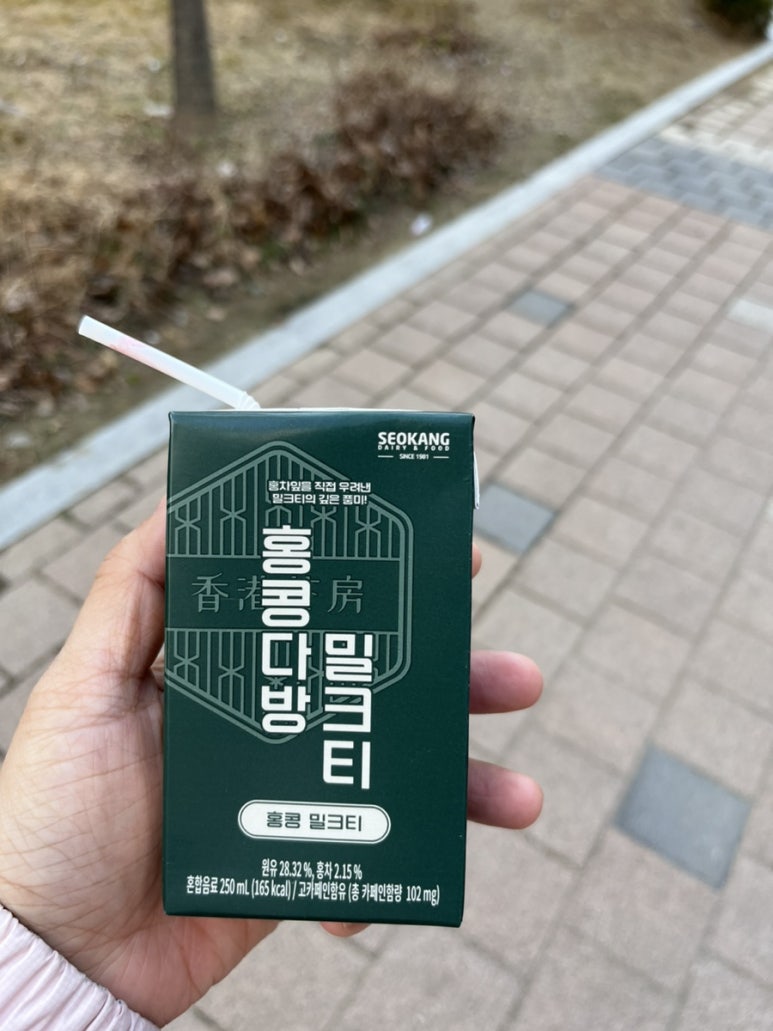 SEOKANG
DAIRY & FOOD
SINCE 1981
홍차잎을 직접 우려낸
밀크티의 깊은 풍미!
香港 房
홍콩다방
밀크티
홍콩 밀크티
원유 28.32 %, 홍차 2.15 %
혼합음료 250 mL (165 kcal) / 고카페인함유 (총 카페인함량 102 mg)